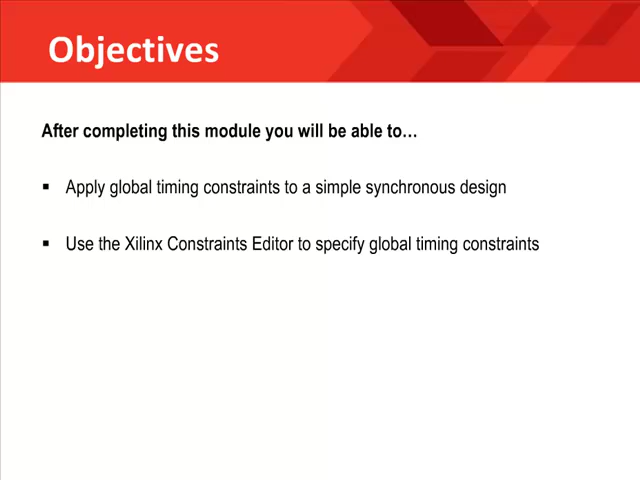 Objectives
After completing this module you will be able to…
▪ Apply global timing constraints to a simple synchronous design
▪ Use the Xilinx Constraints Editor to specify global timing constraints